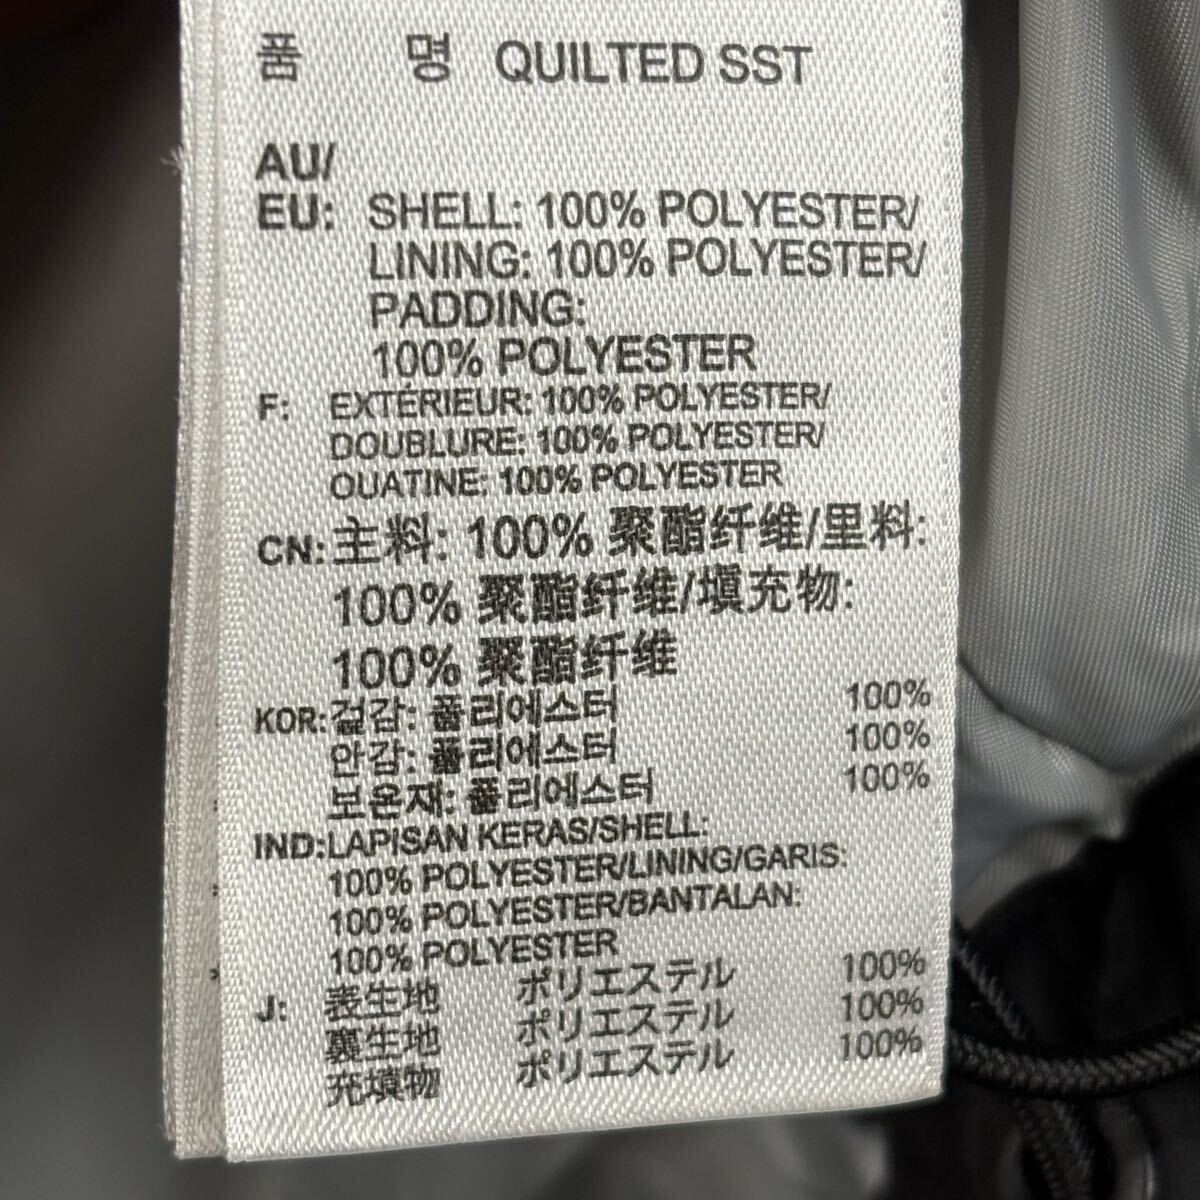 품 명 QUILTED SST
AU/
EU: SHELL: 100% POLYESTER/
LINING: 100% POLYESTER/
PADDING:
100% POLYESTER
F: EXTÉRIEUR: 100% POLYESTER/
DOUBLURE: 100% POLYESTER/
OUATINE: 100% POLYESTER
CN: 主料: 100% 聚酯纤维/里料:
100% 聚酯纤维/填充物:
100% 聚酯纤维
KOR: 겉감: 폴리에스터 100%
안감: 폴리에스터 100%
보온재: 폴리에스터 100%
IND: LAPISAN KERAS/SHELL:
100% POLYESTER/LINING/GARIS:
100% POLYESTER/BANTALAN:
100% POLYESTER
J: 表生地 ポリエステル 100%
裏生地 ポリエステル 100%
充填物 ポリエステル 100%